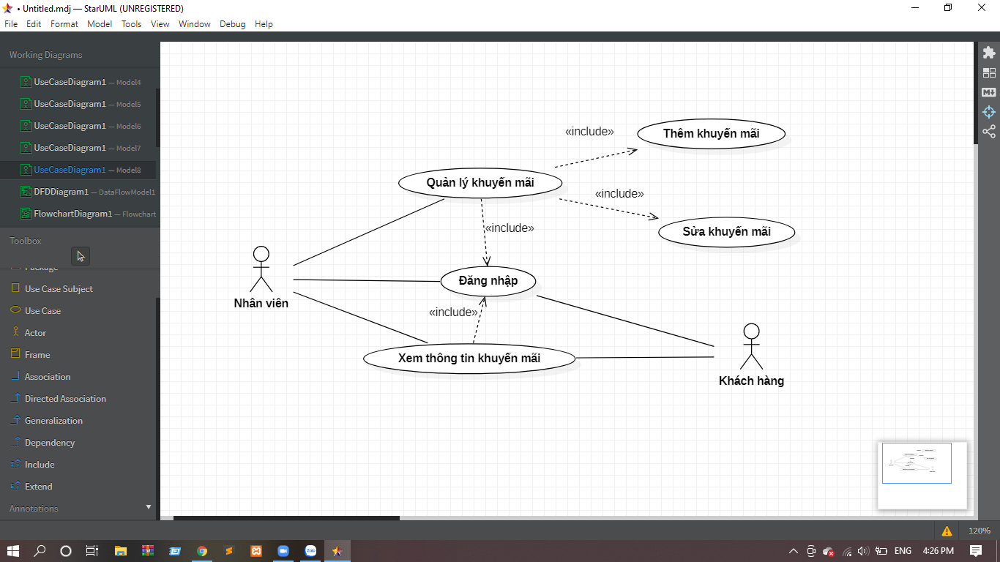 • Untitled.mdj — StarUML (UNREGISTERED)
File Edit Format Model Tools View Window Debug Help
Working Diagrams
UseCaseDiagram1 — Model4
UseCaseDiagram1 — Model5
UseCaseDiagram1 — Model6
UseCaseDiagram1 — Model7
UseCaseDiagram1 — Model8
DFDDiagram1 — DataFlowModel1
FlowchartDiagram1 — Flowchart
Toolbox
Package
Use Case Subject
Use Case
Actor
Frame
Association
Directed Association
Generalization
Dependency
Include
Extend
Annotations
«include»
Thêm khuyến mãi
Quản lý khuyến mãi
«include»
«include»
Sửa khuyến mãi
Đăng nhập
Nhân viên
«include»
Xem thông tin khuyến mãi
Khách hàng
120%
Zalo
ENG
4:26 PM